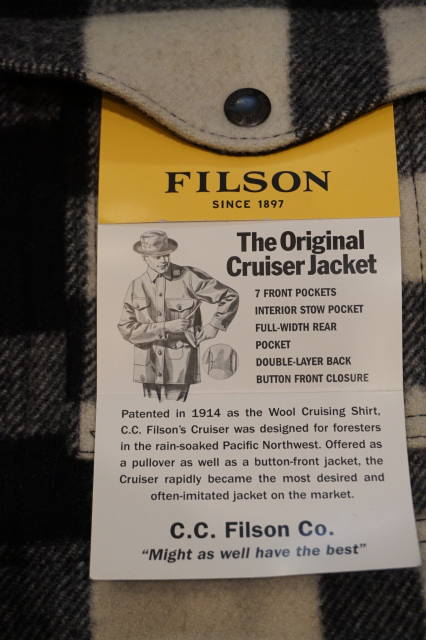 FILSON
SINCE 1897
The Original
Cruiser Jacket
7 FRONT POCKETS
INTERIOR STOW POCKET
FULL-WIDTH REAR
POCKET
DOUBLE-LAYER BACK
BUTTON FRONT CLOSURE
Patented in 1914 as the Wool Cruising Shirt,
C.C. Filson's Cruiser was designed for foresters
in the rain-soaked Pacific Northwest. Offered as
a pullover as well as a button-front jacket, the
Cruiser rapidly became the most desired and
often-imitated jacket on the market.
C.C. Filson Co.
"Might as well have the best"